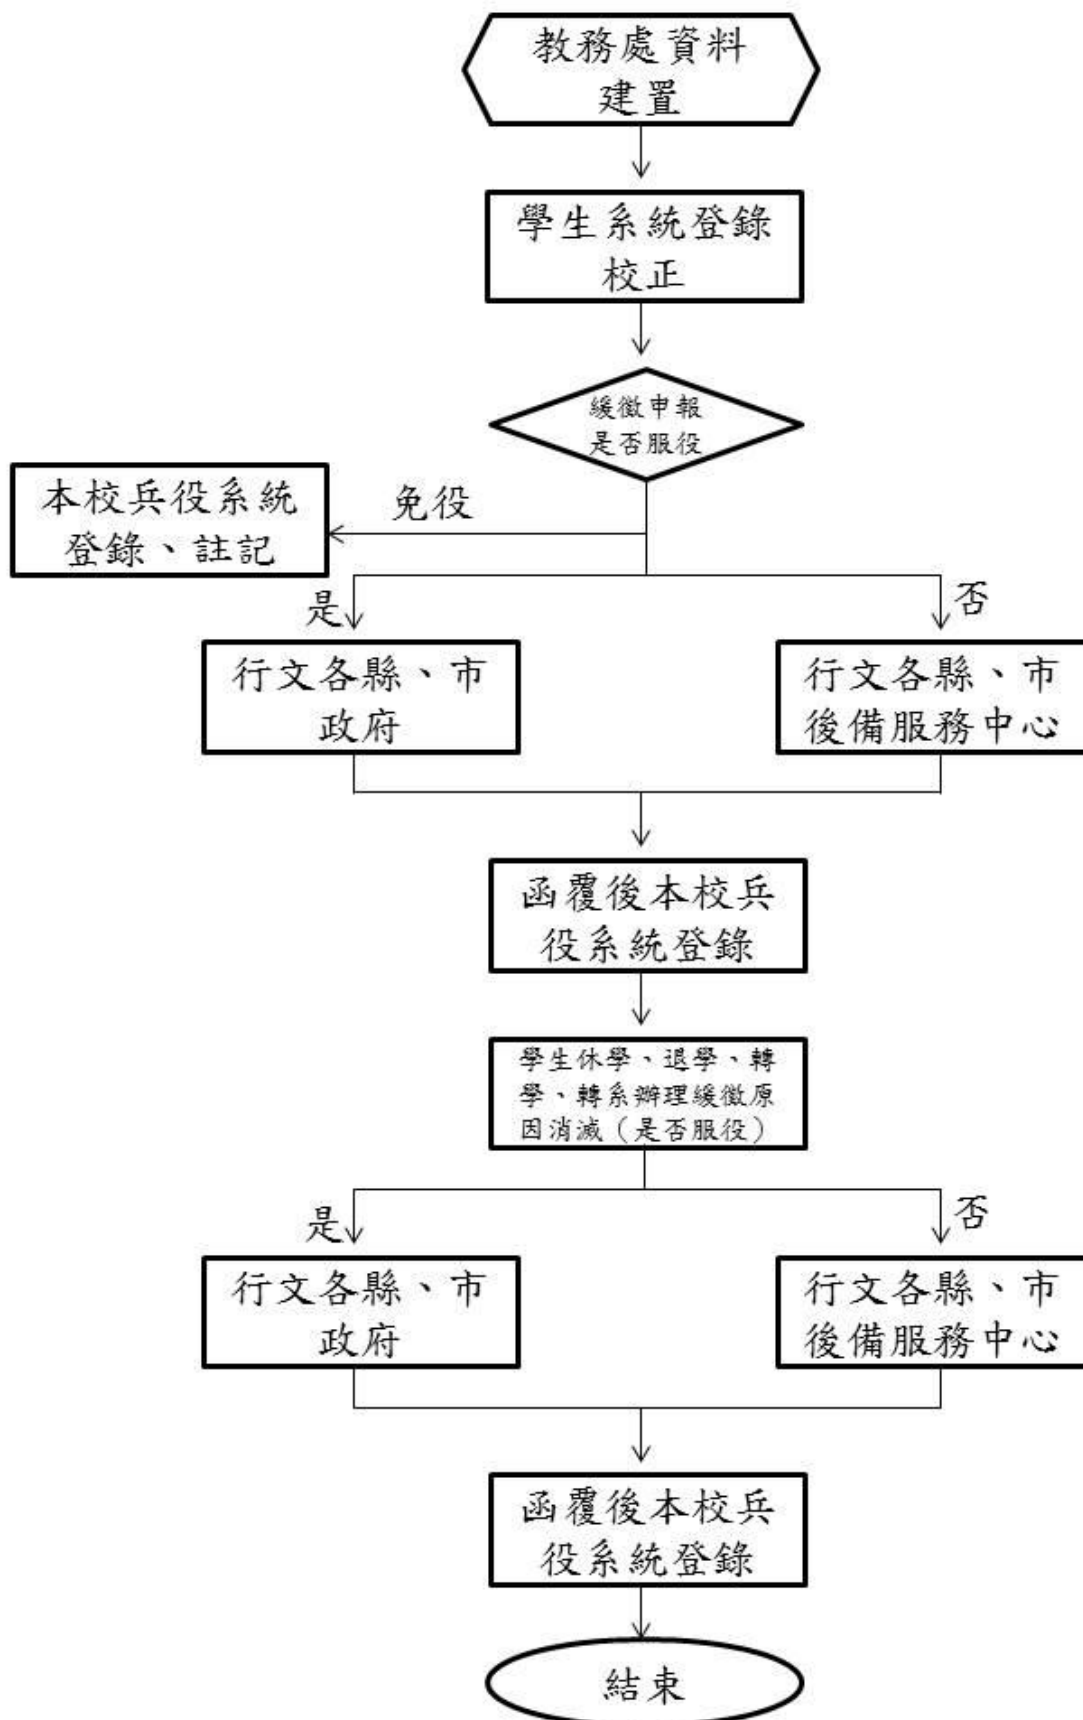 教務處資料
建置
學生系統登錄
校正
緩徵申報
是否服役
免役
本校兵役系統
登錄、註記
是
否
行文各縣、市
政府
行文各縣、市
後備服務中心
函覆後本校兵
役系統登錄
學生休學、退學、轉
學、轉系辦理緩徵原
因消滅（是否服役）
是
否
行文各縣、市
政府
行文各縣、市
後備服務中心
函覆後本校兵
役系統登錄
結束